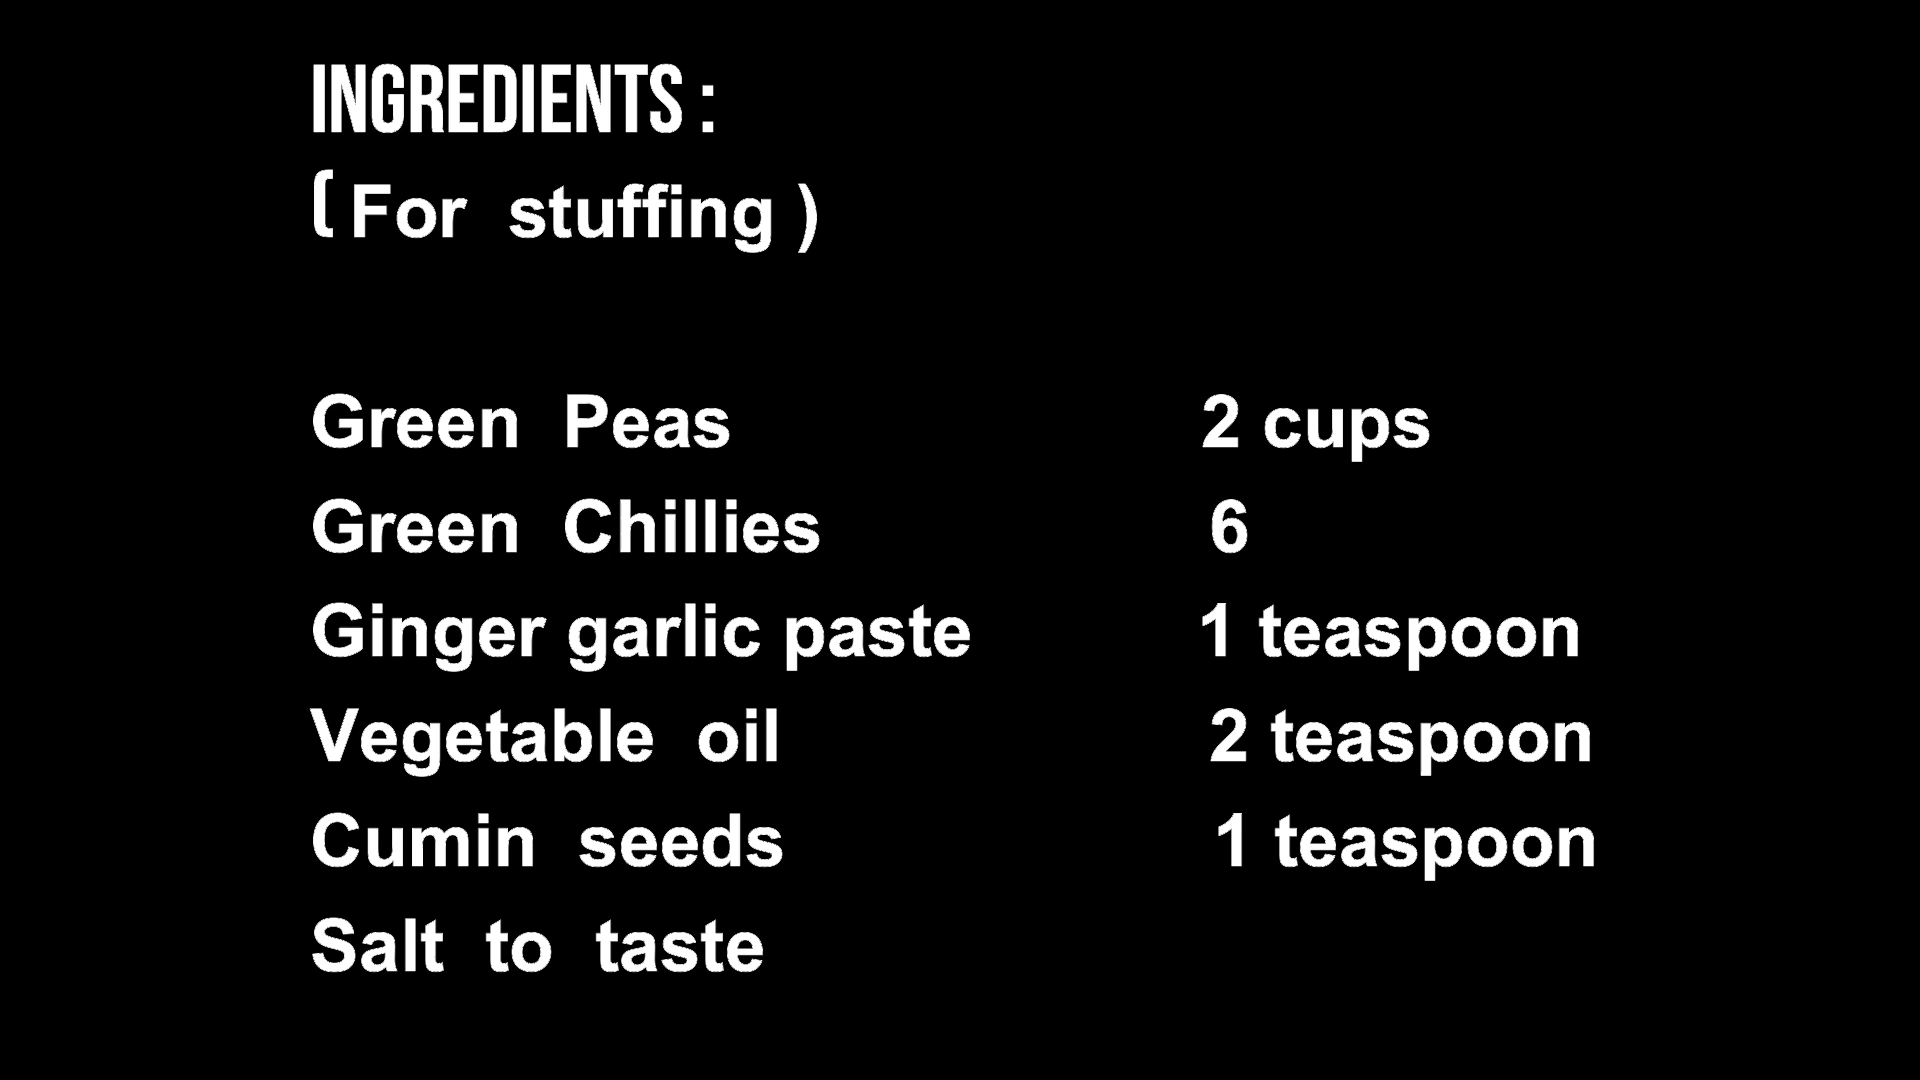 INGREDIENTS :
( For stuffing )
Green Peas 2 cups
Green Chillies 6
Ginger garlic paste 1 teaspoon
Vegetable oil 2 teaspoon
Cumin seeds 1 teaspoon
Salt to taste